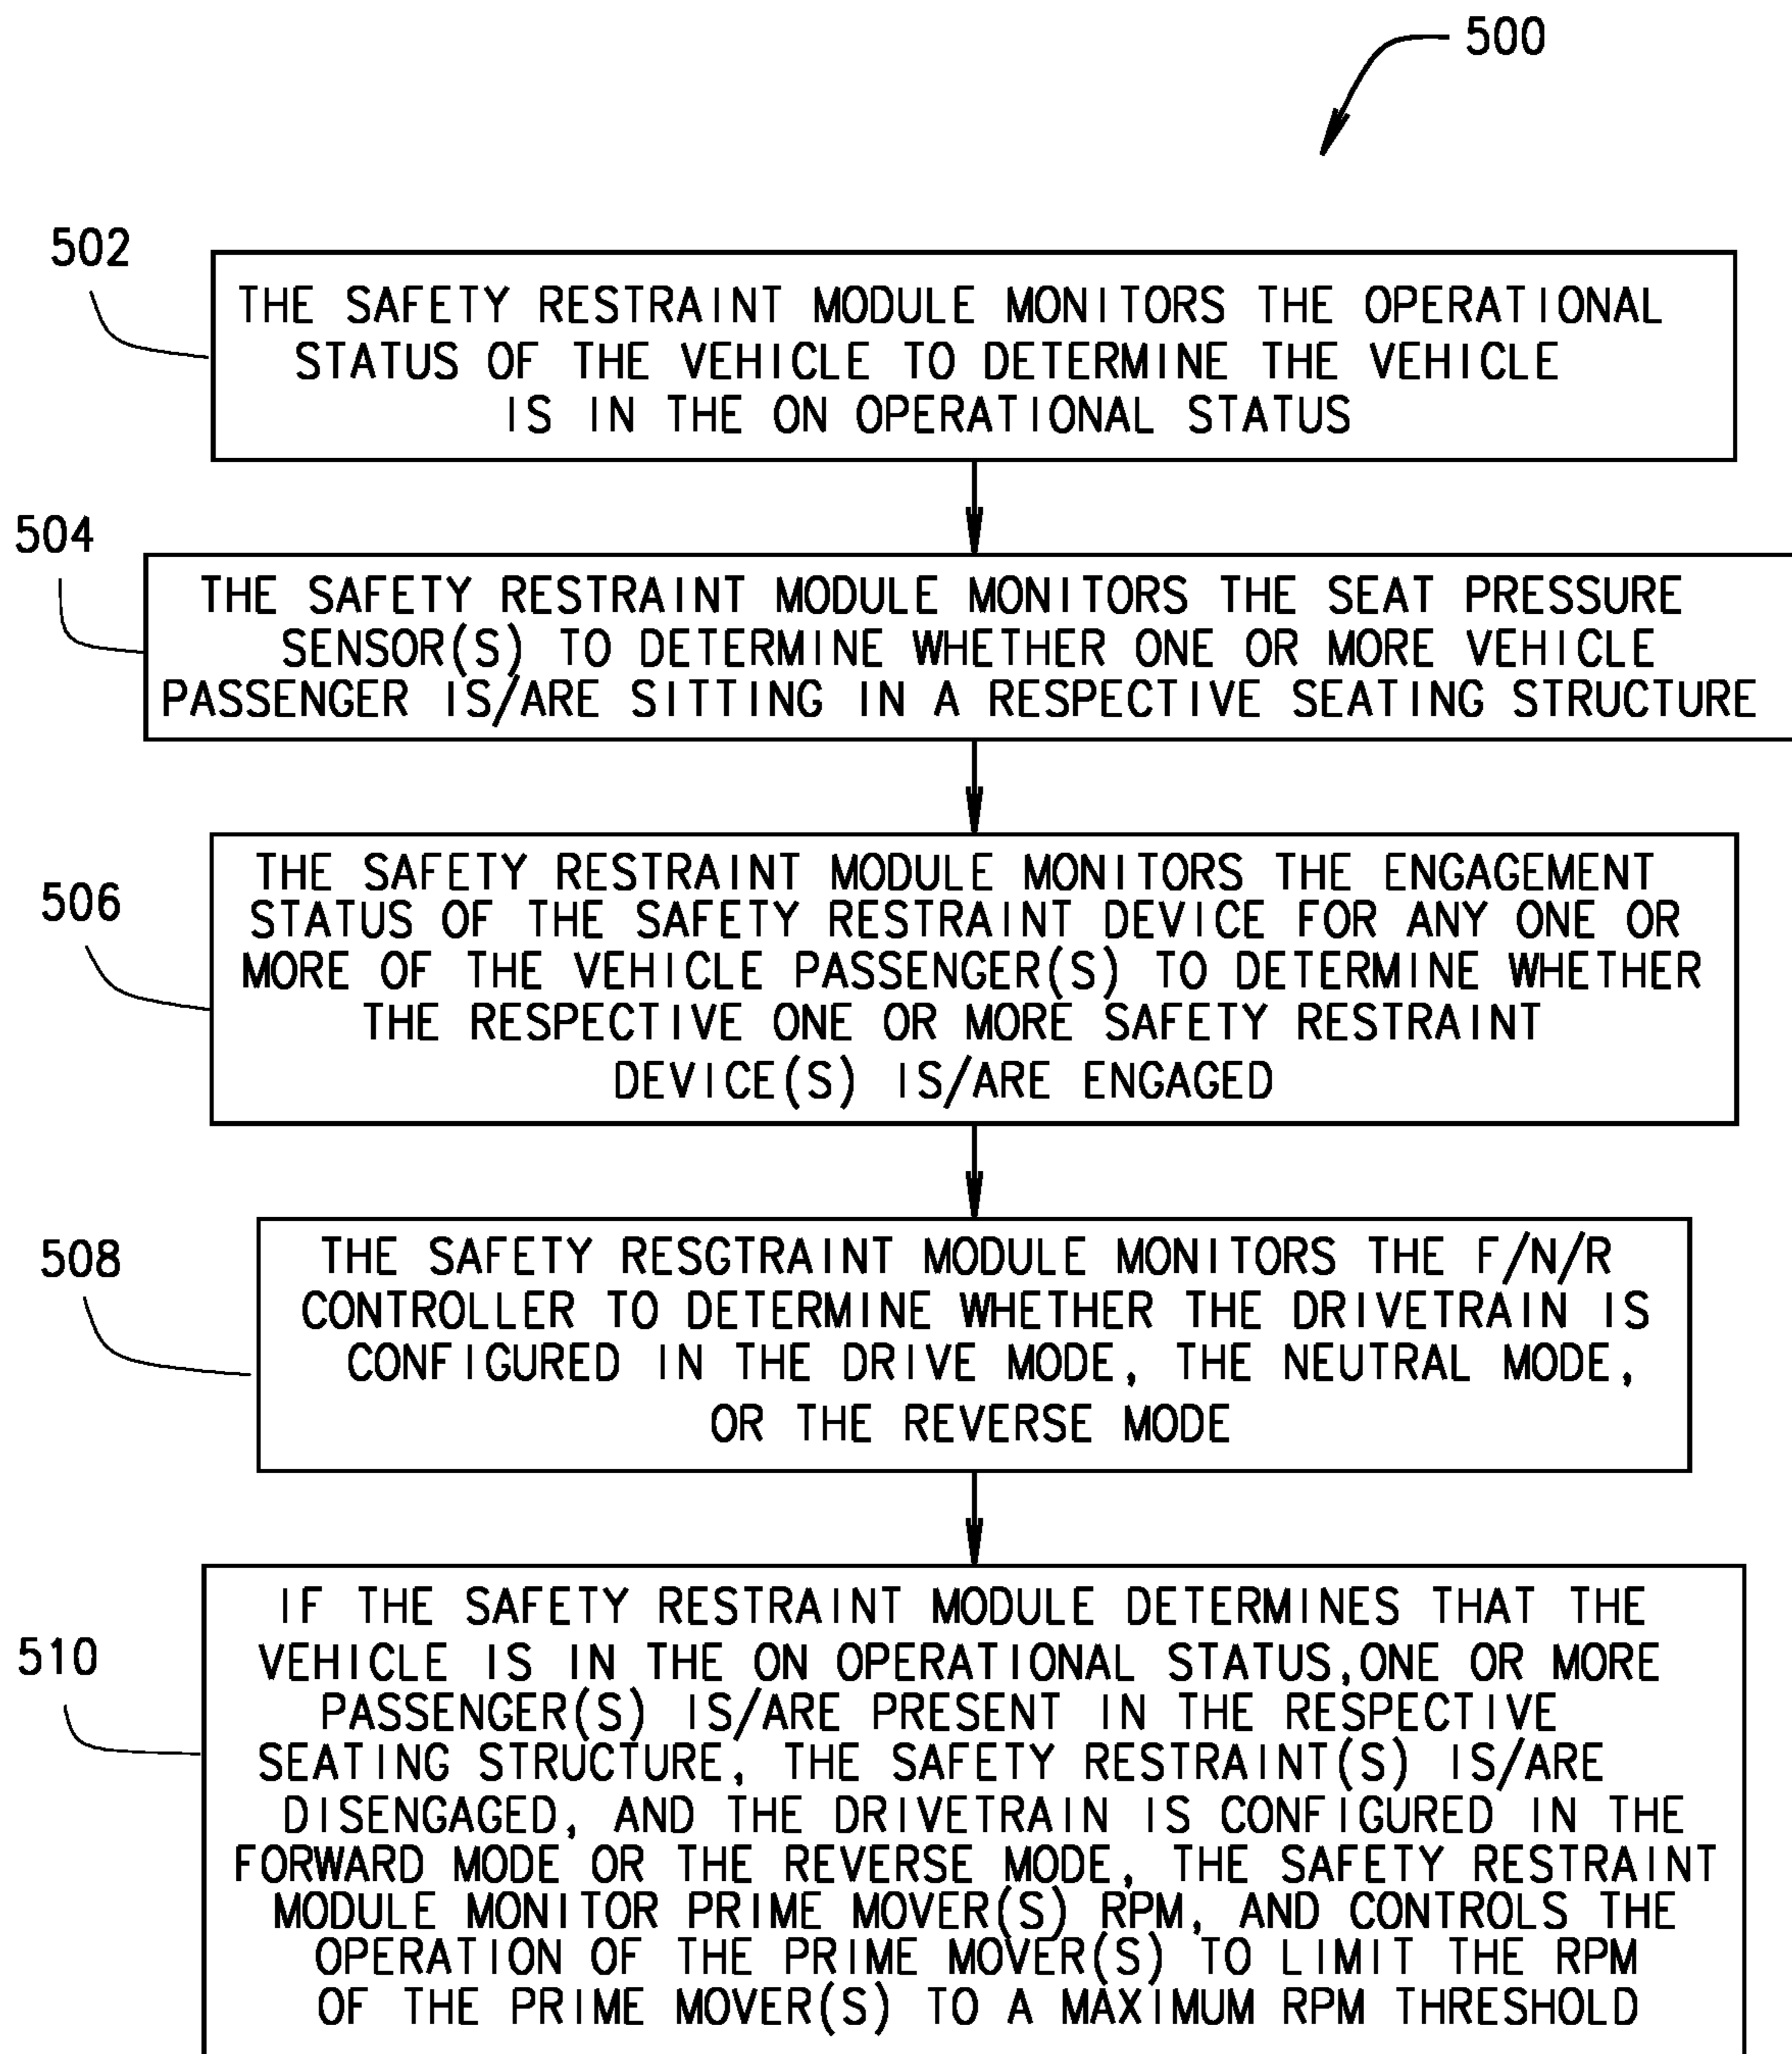 500
502
THE SAFETY RESTRAINT MODULE MONITORS THE OPERATIONAL
STATUS OF THE VEHICLE TO DETERMINE THE VEHICLE
IS IN THE ON OPERATIONAL STATUS
504
THE SAFETY RESTRAINT MODULE MONITORS THE SEAT PRESSURE
SENSOR(S) TO DETERMINE WHETHER ONE OR MORE VEHICLE
PASSENGER IS/ARE SITTING IN A RESPECTIVE SEATING STRUCTURE
506
THE SAFETY RESTRAINT MODULE MONITORS THE ENGAGEMENT
STATUS OF THE SAFETY RESTRAINT DEVICE FOR ANY ONE OR
MORE OF THE VEHICLE PASSENGER(S) TO DETERMINE WHETHER
THE RESPECTIVE ONE OR MORE SAFETY RESTRAINT
DEVICE(S) IS/ARE ENGAGED
508
THE SAFETY RESGTRAINT MODULE MONITORS THE F/N/R
CONTROLLER TO DETERMINE WHETHER THE DRIVETRAIN IS
CONFIGURED IN THE DRIVE MODE, THE NEUTRAL MODE,
OR THE REVERSE MODE
510
IF THE SAFETY RESTRAINT MODULE DETERMINES THAT THE
VEHICLE IS IN THE ON OPERATIONAL STATUS,ONE OR MORE
PASSENGER(S) IS/ARE PRESENT IN THE RESPECTIVE
SEATING STRUCTURE, THE SAFETY RESTRAINT(S) IS/ARE
DISENGAGED, AND THE DRIVETRAIN IS CONFIGURED IN THE
FORWARD MODE OR THE REVERSE MODE, THE SAFETY RESTRAINT
MODULE MONITOR PRIME MOVER(S) RPM, AND CONTROLS THE
OPERATION OF THE PRIME MOVER(S) TO LIMIT THE RPM
OF THE PRIME MOVER(S) TO A MAXIMUM RPM THRESHOLD